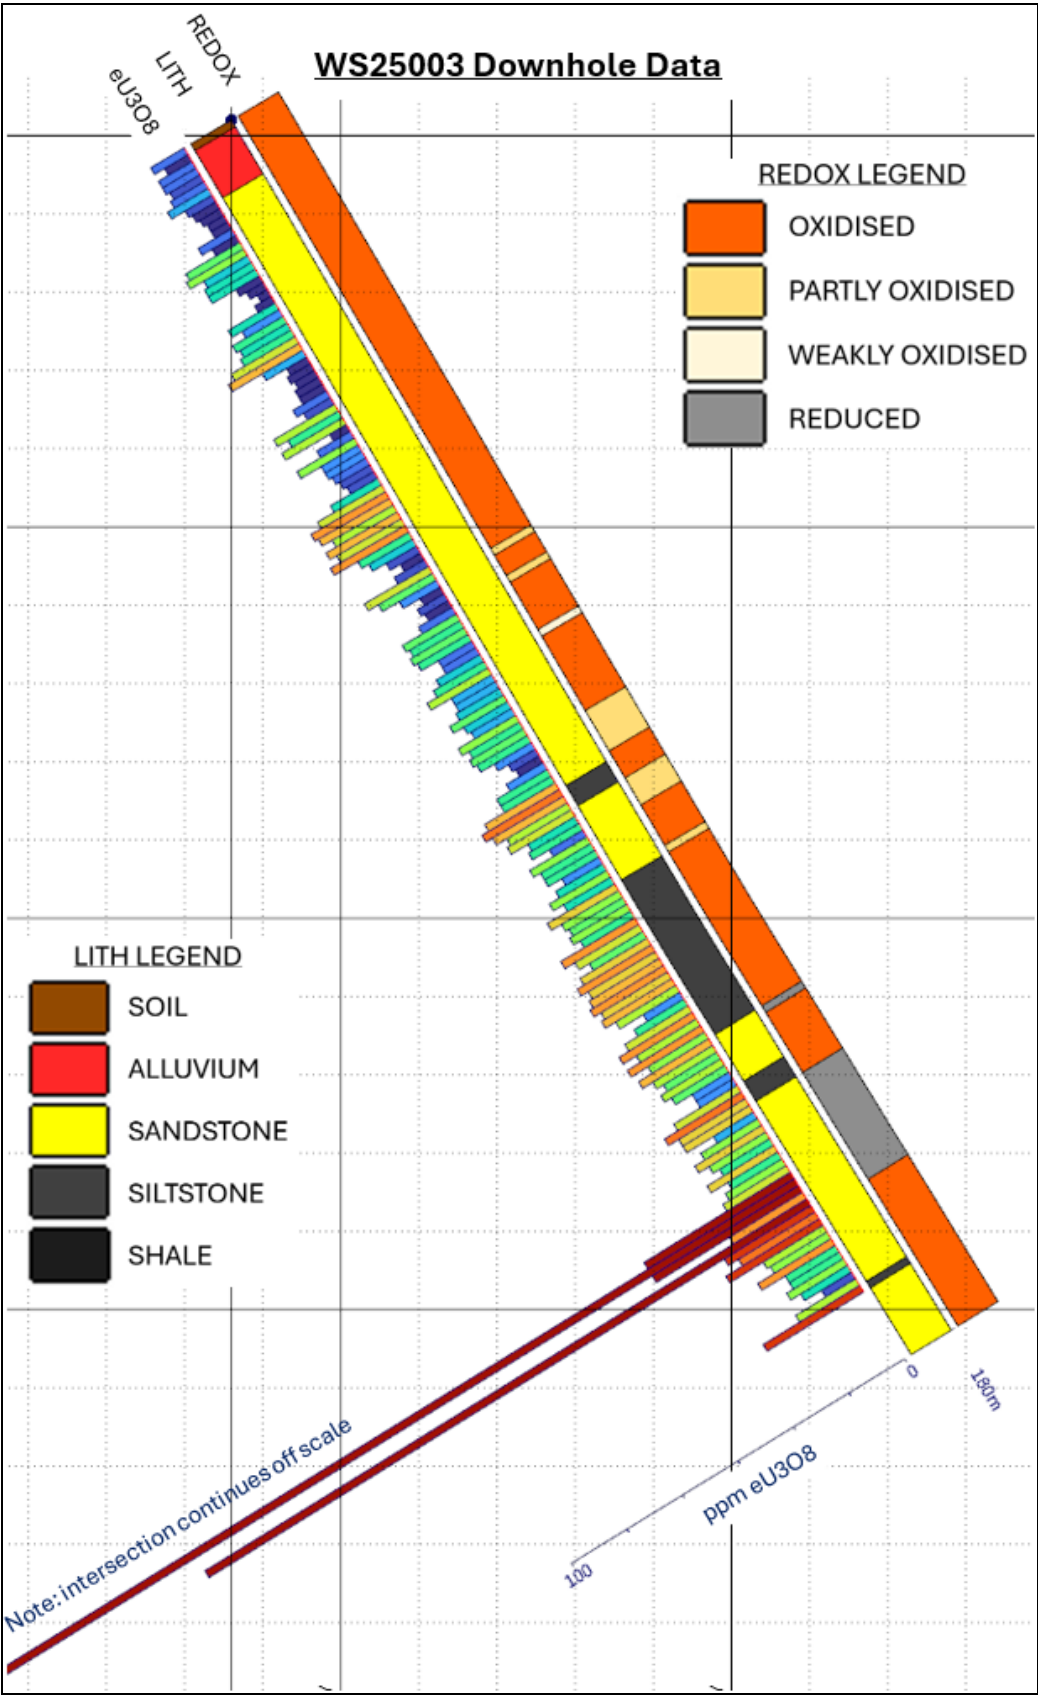 WS25003 Downhole Data
REDOX
LITH
eU3O8
REDOX LEGEND
OXIDISED
PARTLY OXIDISED
WEAKLY OXIDISED
REDUCED
LITH LEGEND
SOIL
ALLUVIUM
SANDSTONE
SILTSTONE
SHALE
0
180m
ppm eU3O8
100
Note: intersection continues off scale